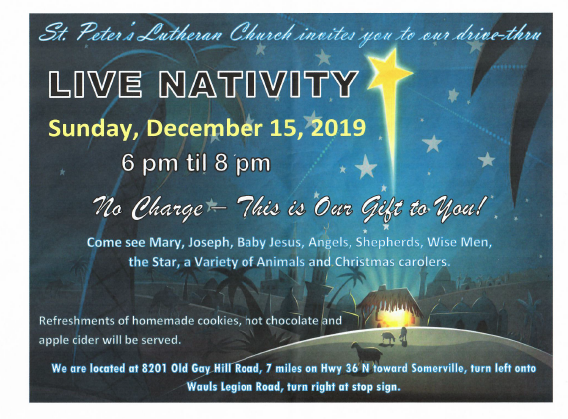 St. Peter's Lutheran Church invites you to our drive-thru
LIVE NATIVITY
Sunday, December 15, 2019
6 pm til 8 pm
No Charge – This is Our Gift to You!
Come see Mary, Joseph, Baby Jesus, Angels, Shepherds, Wise Men,
the Star, a Variety of Animals and Christmas carolers.
Refreshments of homemade cookies, hot chocolate and
apple cider will be served.
We are located at 8201 Old Gay Hill Road, 7 miles on Hwy 36 N toward Somerville, turn left onto
Wauls Legion Road, turn right at stop sign.